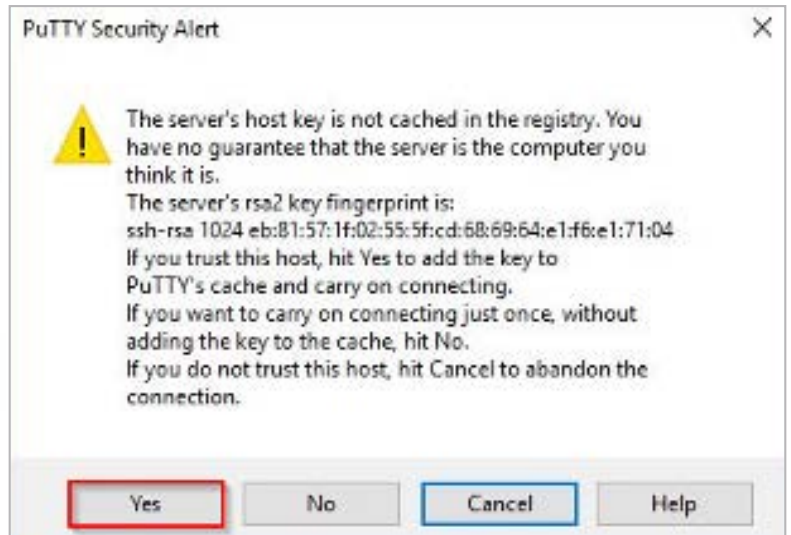 PuTTY Security Alert
The server's host key is not cached in the registry. You
have no guarantee that the server is the computer you
think it is.
The server's rsa2 key fingerprint is:
ssh-rsa 1024 eb:81:57:1f:02:55:5f:cd:68:69:64:e1:f6:e1:71:04
If you trust this host, hit Yes to add the key to
PuTTY's cache and carry on connecting.
If you want to carry on connecting just once, without
adding the key to the cache, hit No.
If you do not trust this host, hit Cancel to abandon the
connection.
Yes No Cancel Help